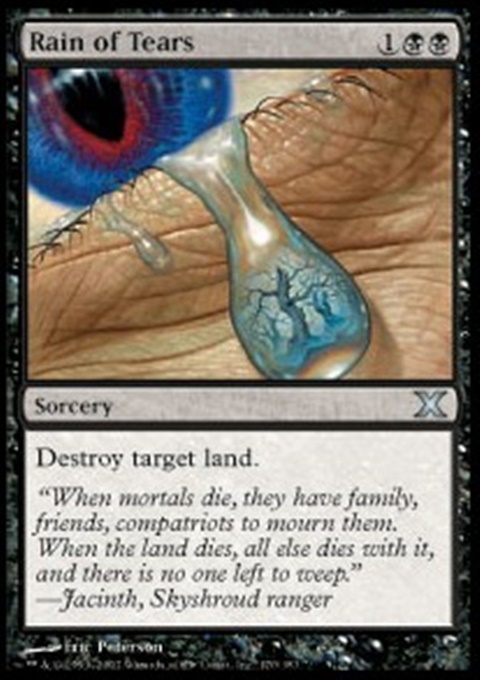 Rain of Tears 1
Sorcery
Destroy target land.
“When mortals die, they have family,
friends, compatriots to mourn them.
When the land dies, all else dies with it,
and there is no one left to weep.”
—Jacinth, Skyshroud ranger
Eric Peterson